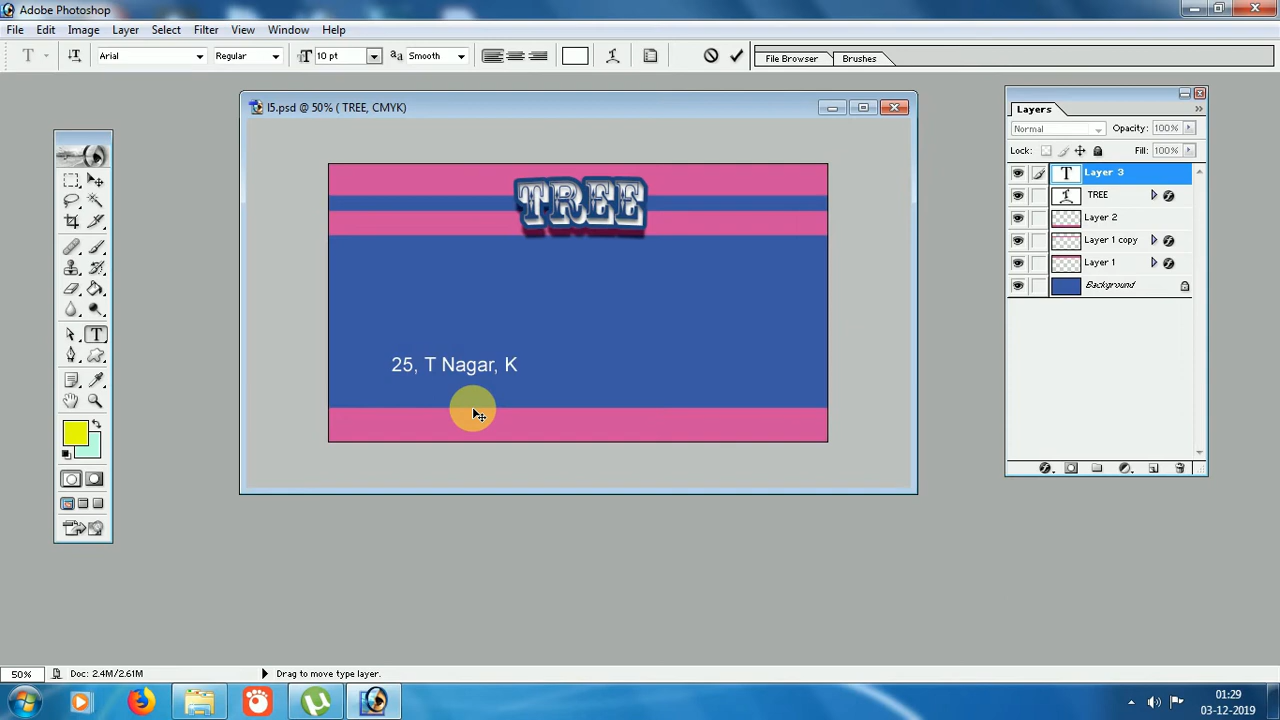 Adobe Photoshop
File Edit Image Layer Select Filter View Window Help
T Arial Regular 10 pt aa Smooth File Browser Brushes
l5.psd @ 50% ( TREE, CMYK)
TREE
25, T Nagar, K
T
Layers
Normal Opacity: 100%
Lock: Fill: 100%
T Layer 3
TREE
Layer 2
Layer 1 copy
Layer 1
Background
50% Doc: 2.4M/2.61M Drag to move type layer.
01:29
03-12-2019